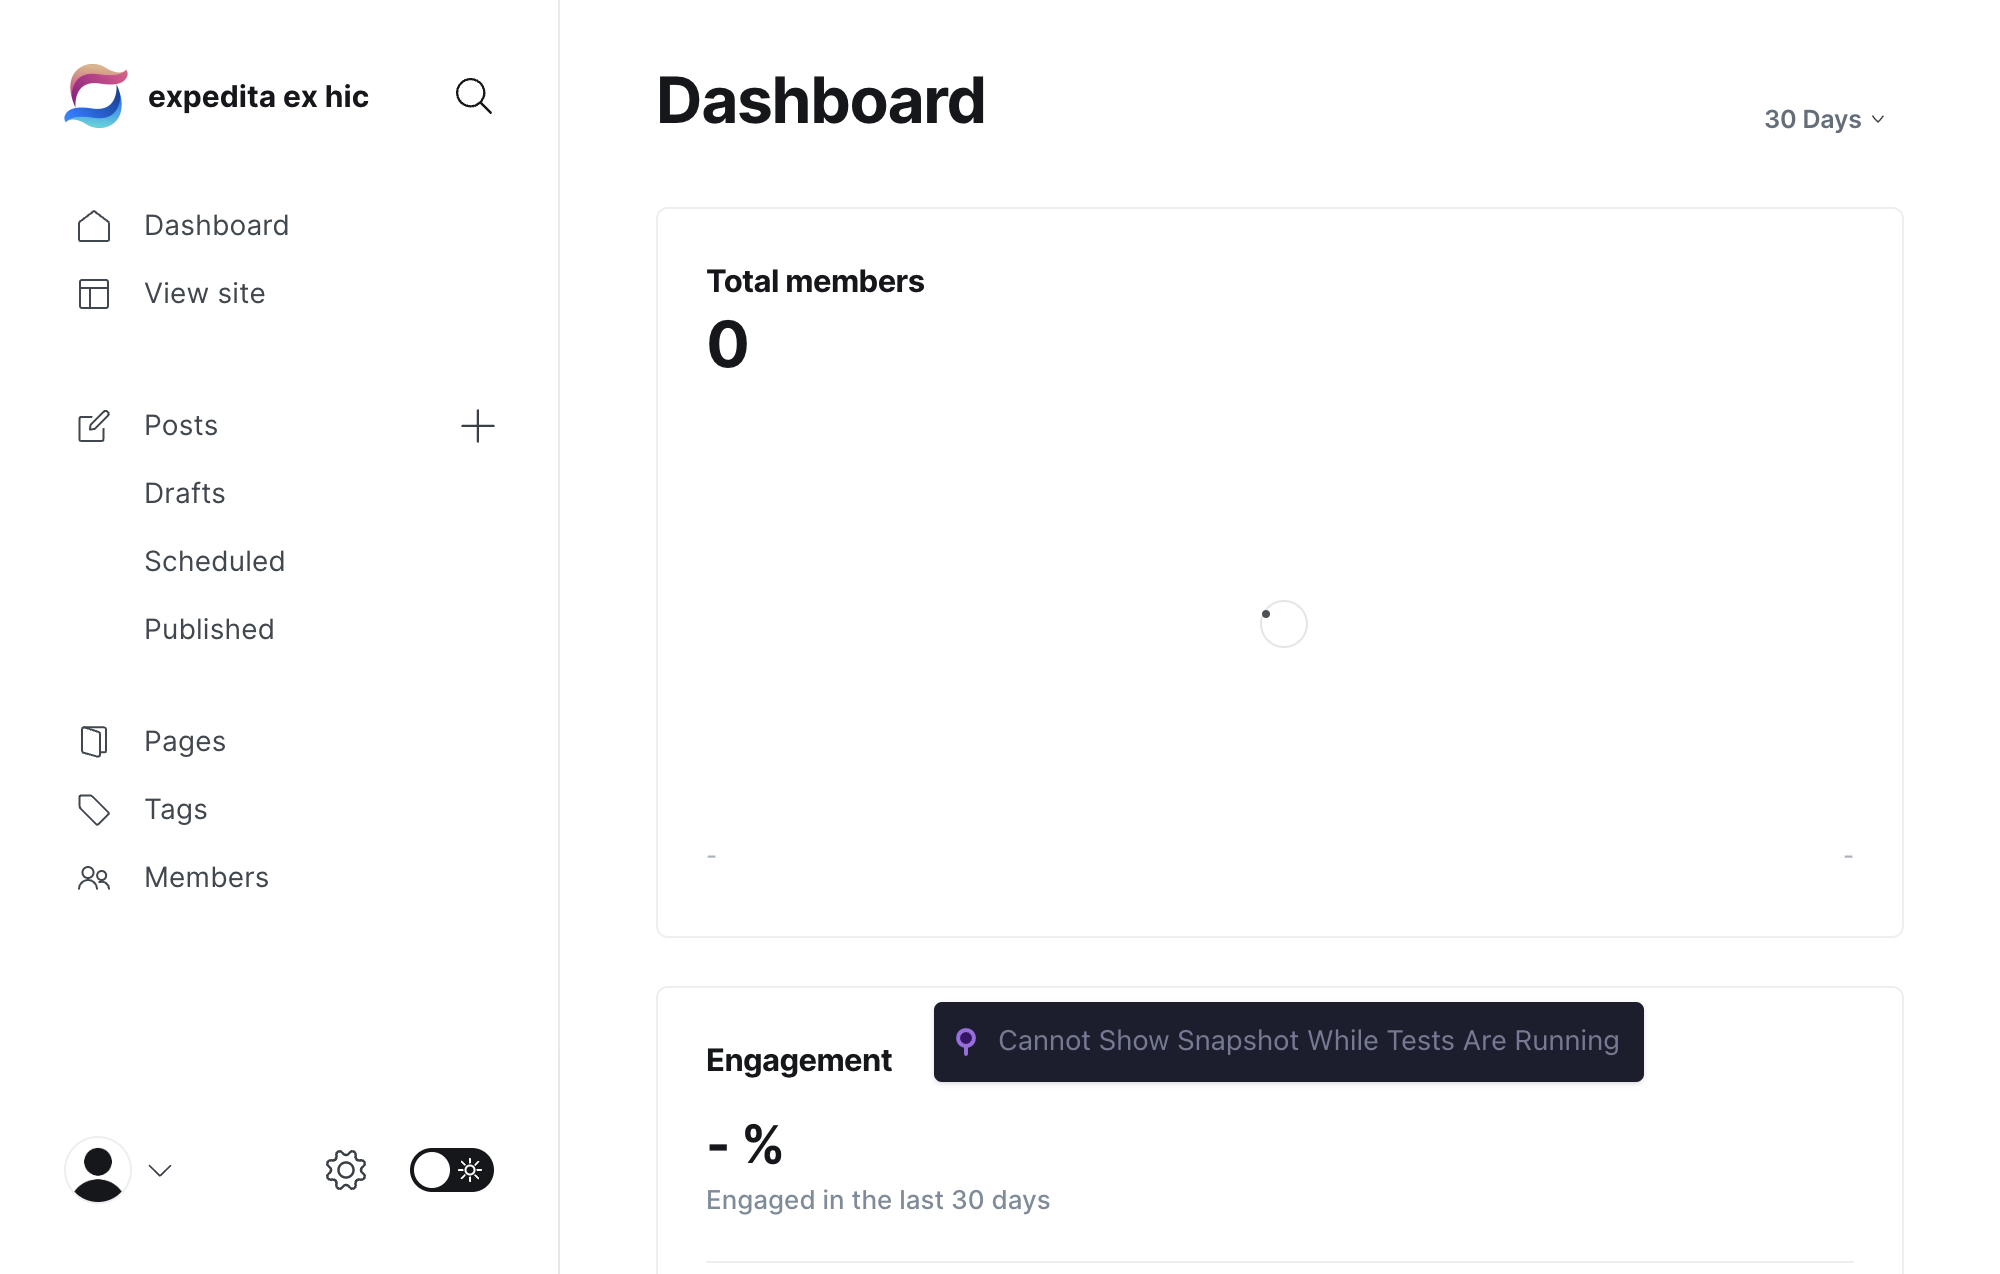 expedita ex hic
Dashboard
View site
Posts
Drafts
Scheduled
Published
Pages
Tags
Members
Dashboard
30 Days
Total members
0
-
-
Engagement
Cannot Show Snapshot While Tests Are Running
- %
Engaged in the last 30 days